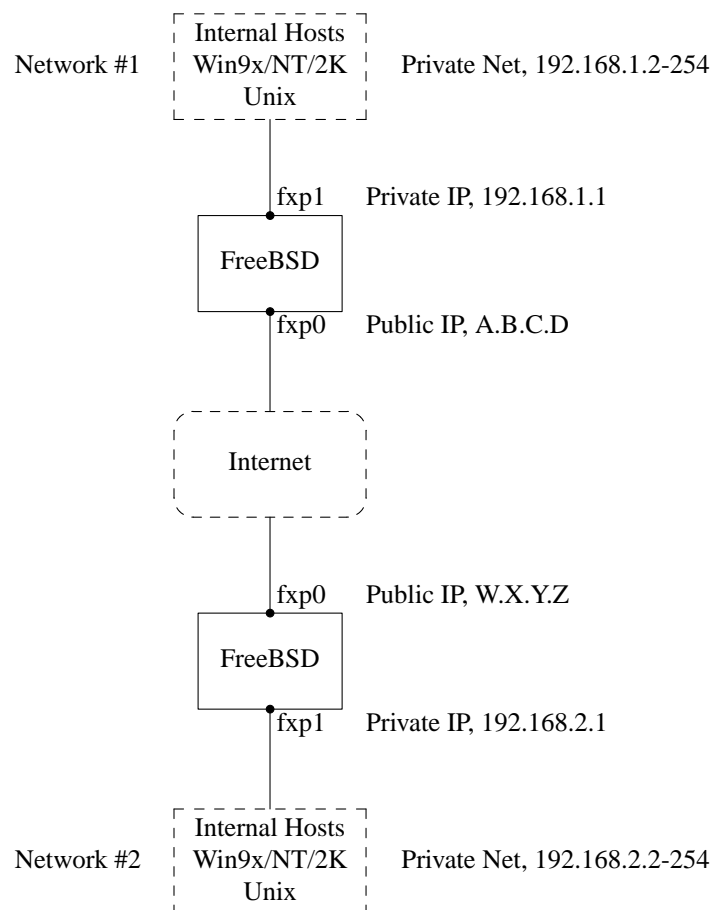 Internal Hosts
Network #1 Win9x/NT/2K Private Net, 192.168.1.2-254
Unix
fxp1 Private IP, 192.168.1.1
FreeBSD
fxp0 Public IP, A.B.C.D
Internet
fxp0 Public IP, W.X.Y.Z
FreeBSD
fxp1 Private IP, 192.168.2.1
Internal Hosts
Network #2 Win9x/NT/2K Private Net, 192.168.2.2-254
Unix